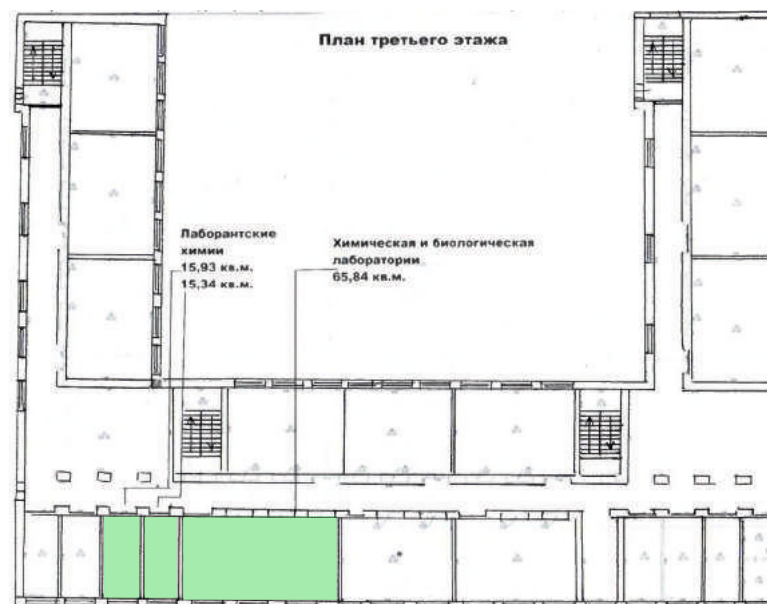 План третьего этажа
Лаборантские
химии
15,93 кв.м.
15,34 кв.м.
Химическая и биологическая
лаборатории
65,84 кв.м.